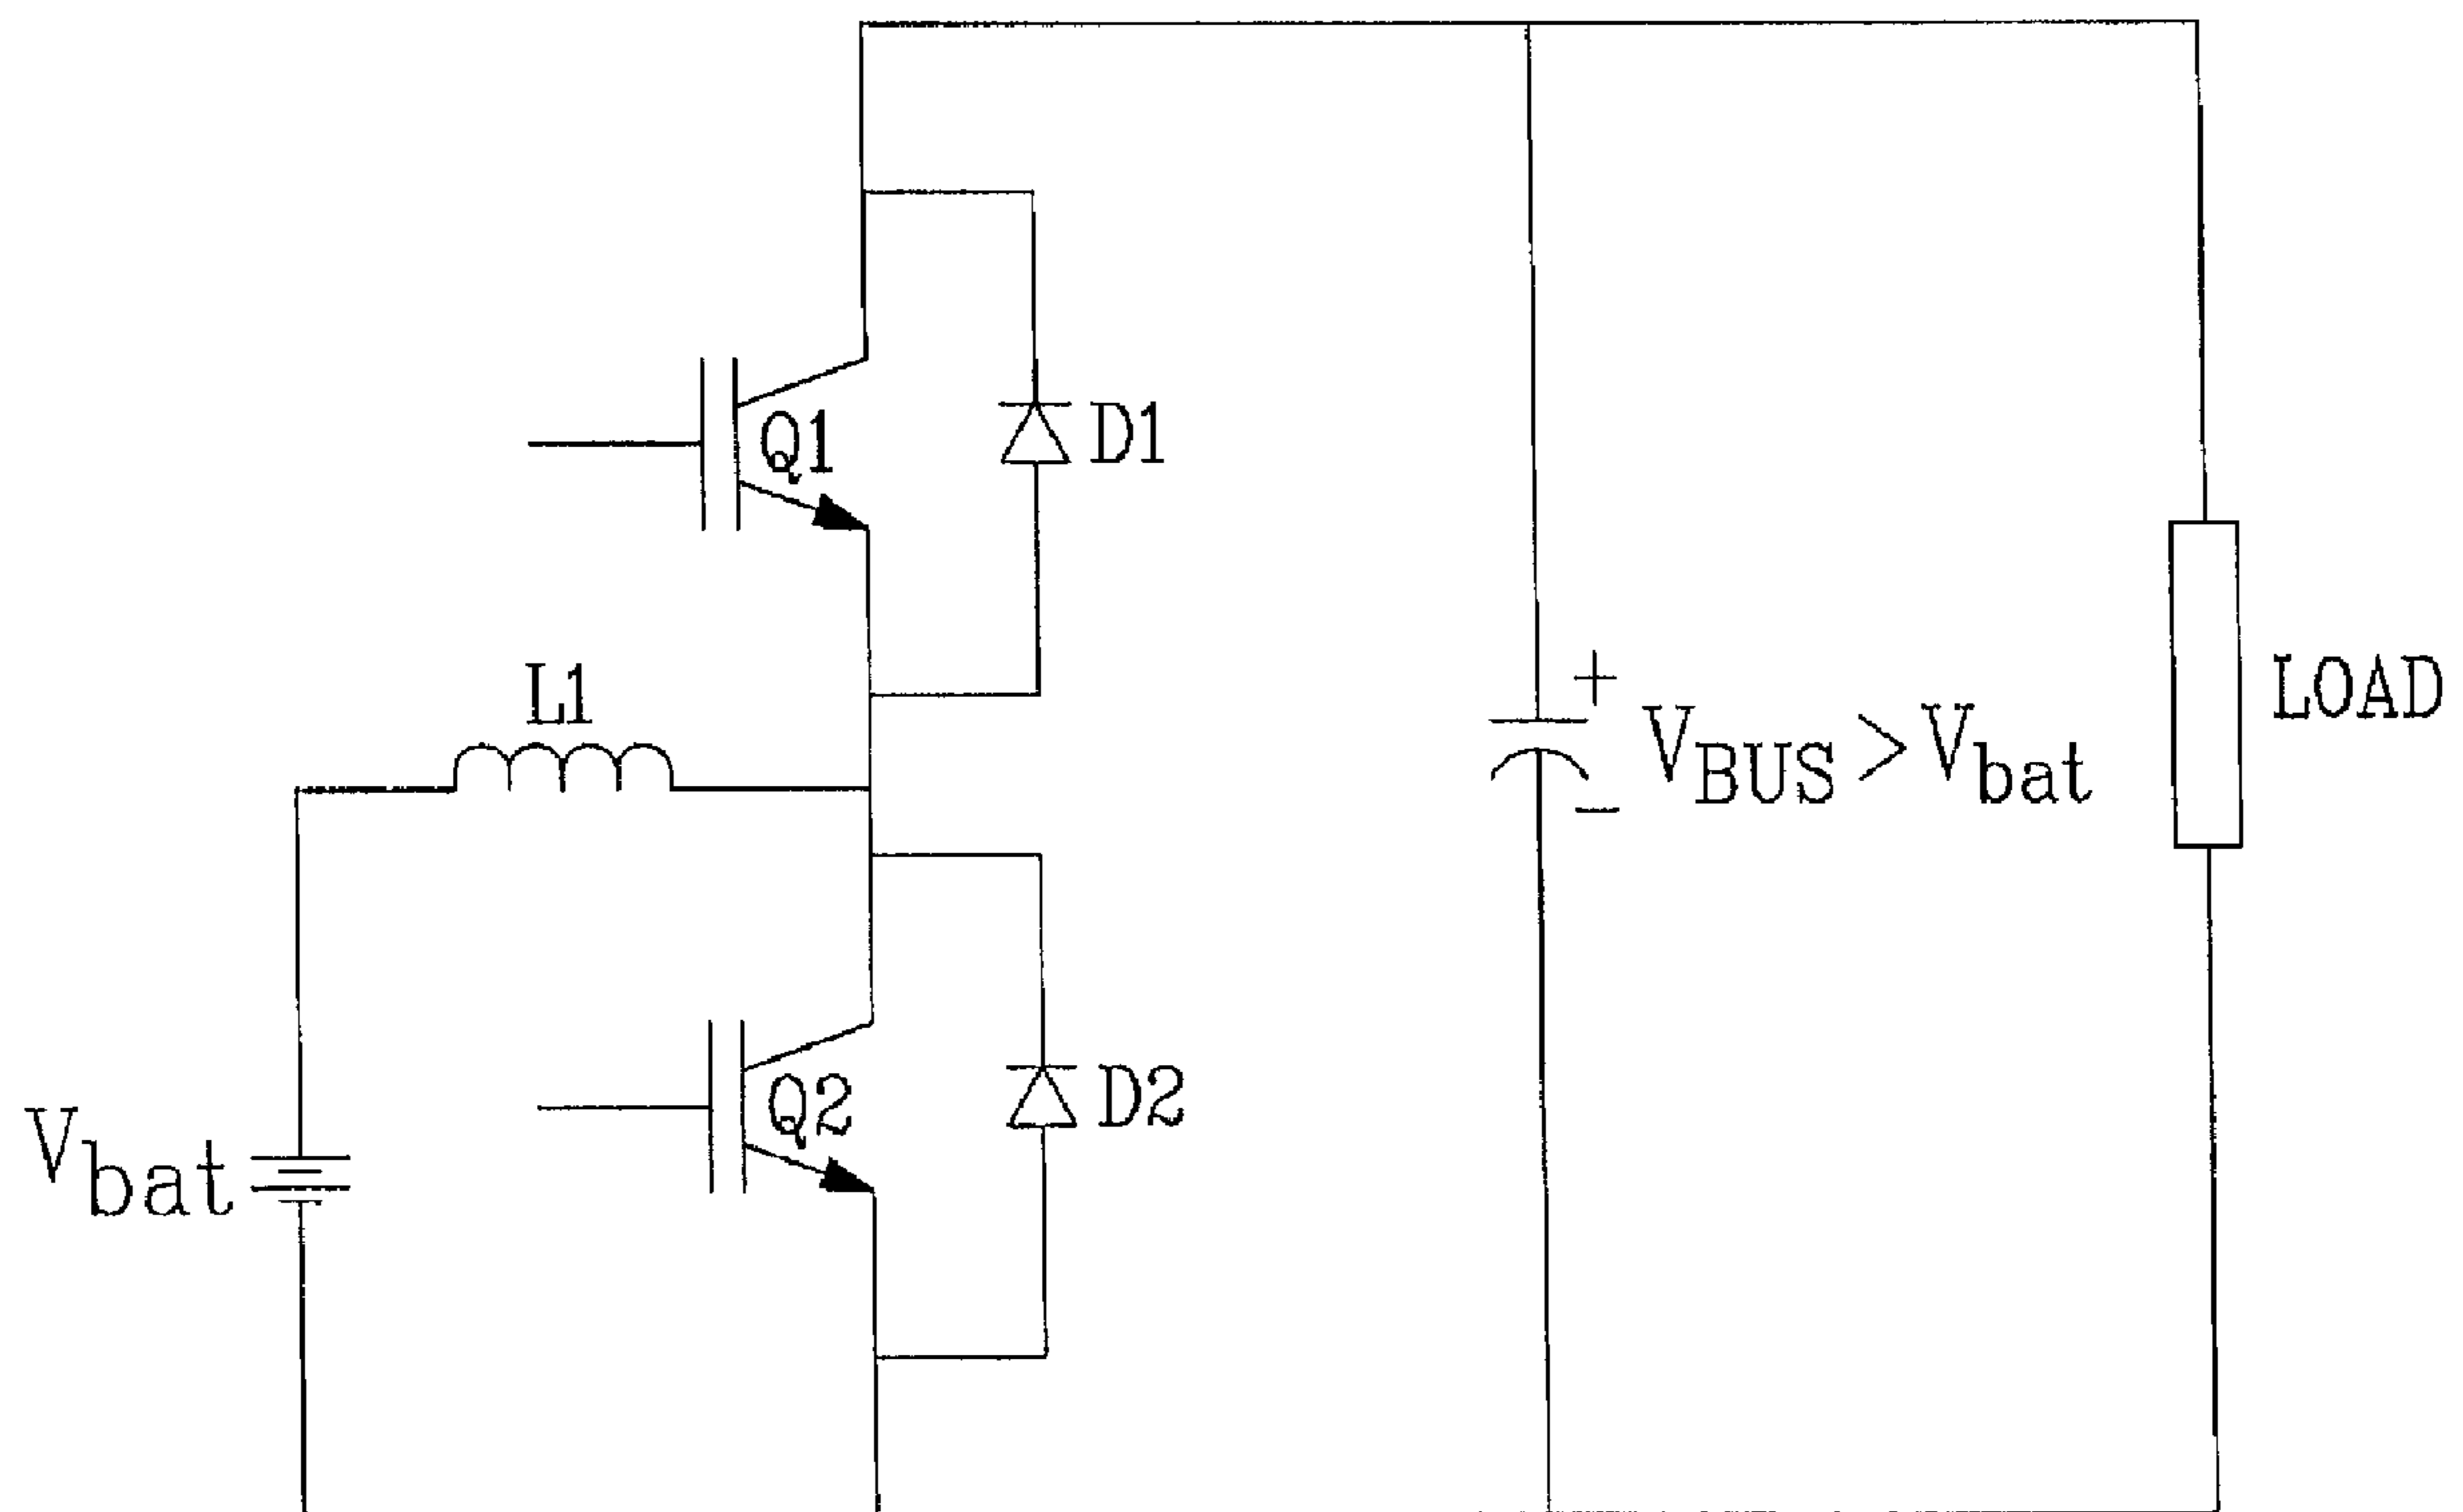 Q1
D1
L1
+
V_BUS > V_bat
-
LOAD
Q2
D2
V_bat